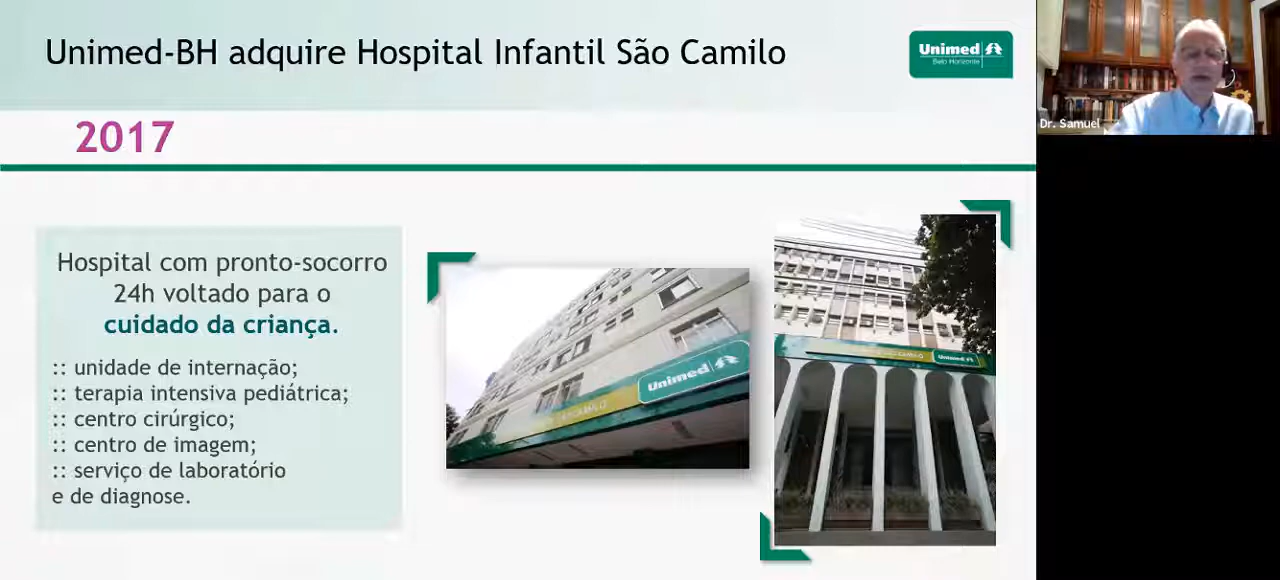 Unimed-BH adquire Hospital Infantil São Camilo
Unimed
Belo Horizonte
2017
Dr. Samuel
Hospital com pronto-socorro
24h voltado para o
cuidado da criança.
:: unidade de internação;
:: terapia intensiva pediátrica;
:: centro cirúrgico;
:: centro de imagem;
:: serviço de laboratório
e de diagnose.
Unimed
CAMILO
CAMILO
Unimed